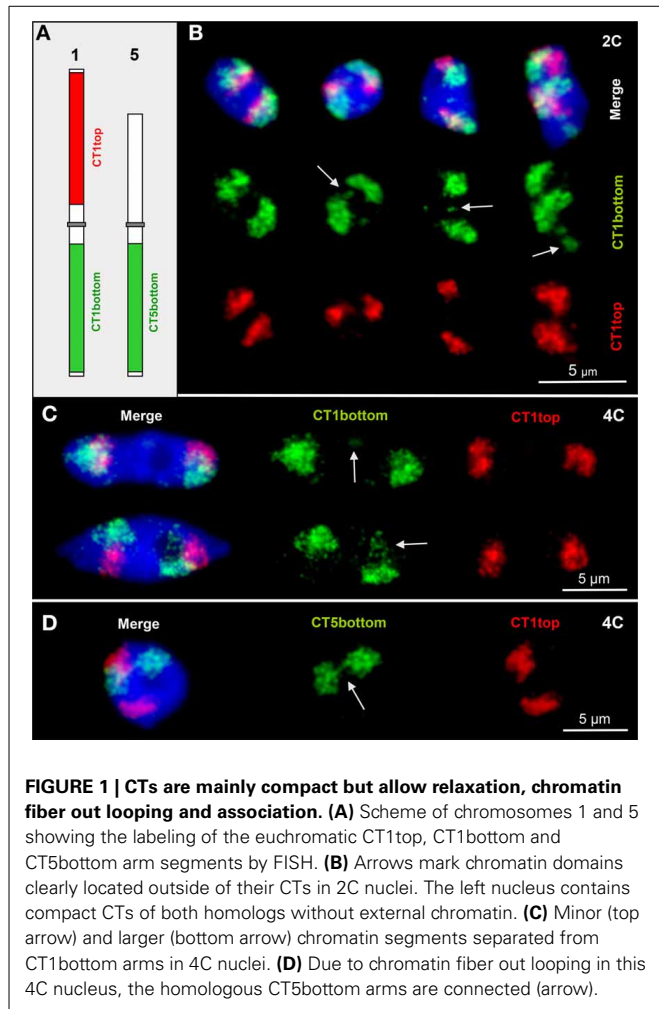 A
1 5
CT1top
CT1bottom
CT5bottom
B
2C
Merge
CT1bottom
CT1top
5 µm
C
Merge CT1bottom CT1top 4C
5 µm
D
Merge CT5bottom CT1top 4C
5 µm
FIGURE 1 | CTs are mainly compact but allow relaxation, chromatin
fiber out looping and association. (A) Scheme of chromosomes 1 and 5
showing the labeling of the euchromatic CT1top, CT1bottom and
CT5bottom arm segments by FISH. (B) Arrows mark chromatin domains
clearly located outside of their CTs in 2C nuclei. The left nucleus contains
compact CTs of both homologs without external chromatin. (C) Minor (top
arrow) and larger (bottom arrow) chromatin segments separated from
CT1bottom arms in 4C nuclei. (D) Due to chromatin fiber out looping in this
4C nucleus, the homologous CT5bottom arms are connected (arrow).